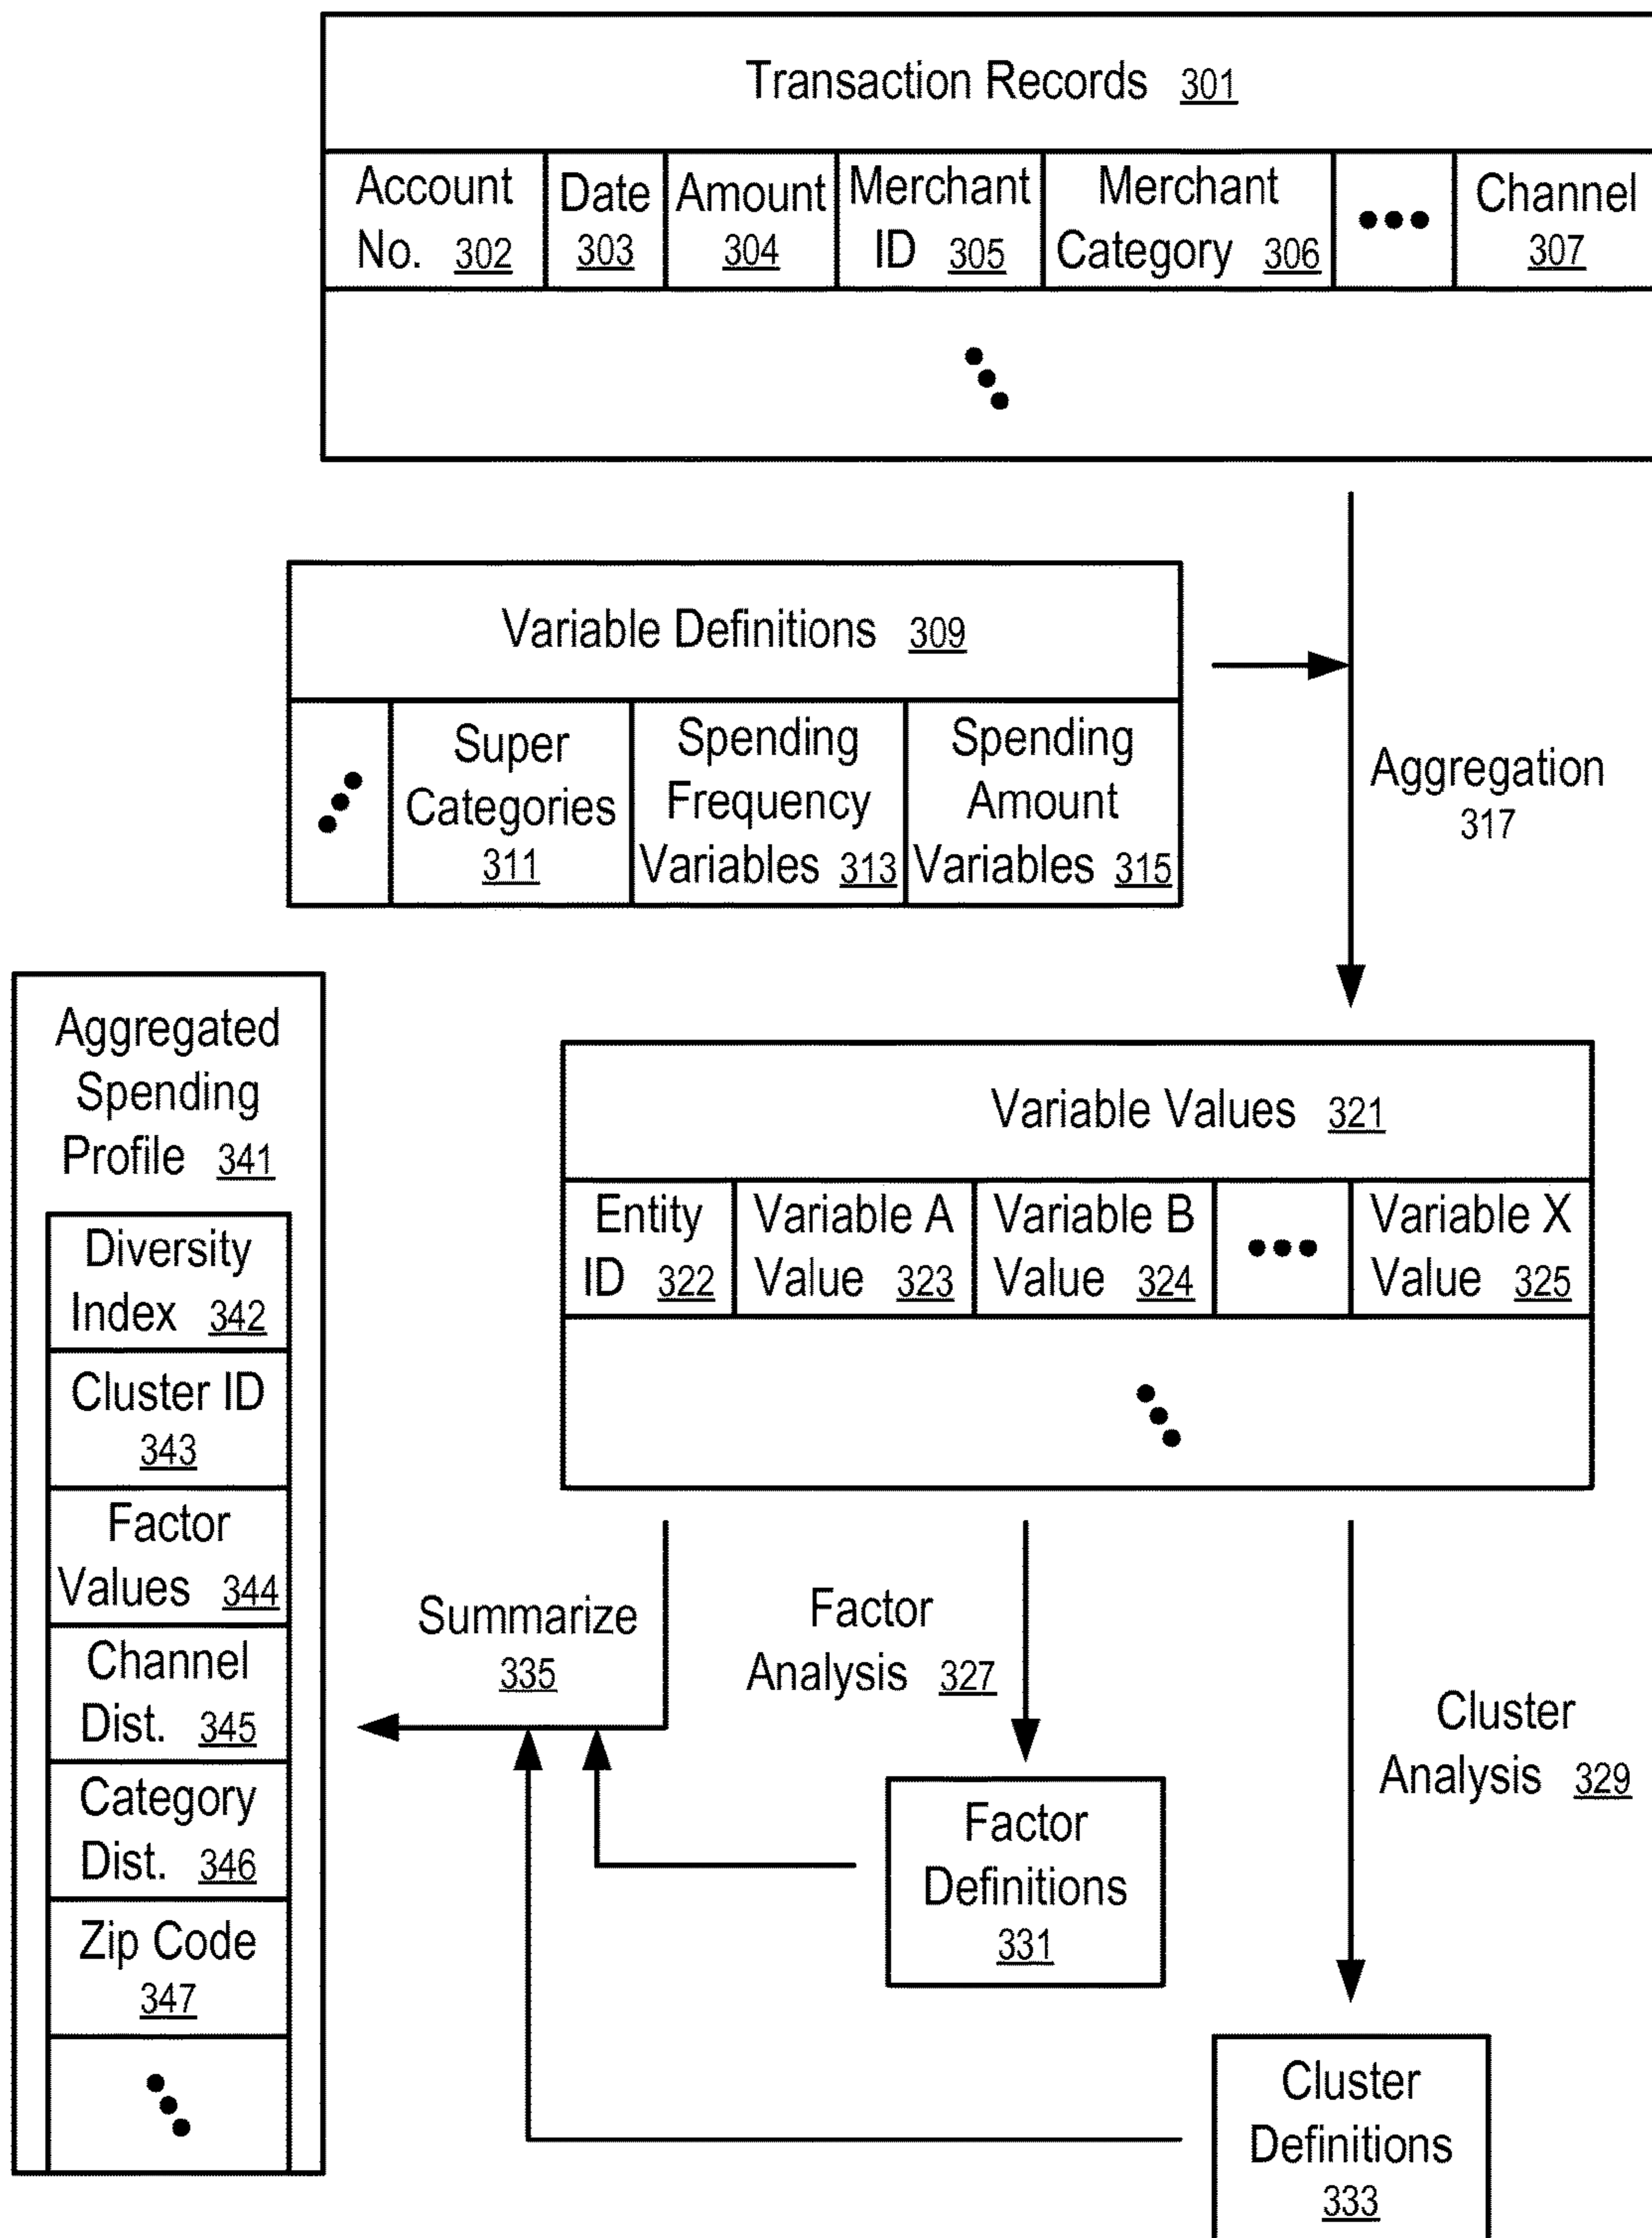 Transaction Records 301
Account
No. 302
Date
303
Amount
304
Merchant
ID 305
Merchant
Category 306
Channel
307
Variable Definitions 309
Super
Categories
311
Spending
Frequency
Variables 313
Spending
Amount
Variables 315
Aggregation
317
Aggregated
Spending
Profile 341
Diversity
Index 342
Cluster ID
343
Factor
Values 344
Channel
Dist. 345
Category
Dist. 346
Zip Code
347
Variable Values 321
Entity
ID 322
Variable A
Value 323
Variable B
Value 324
Variable X
Value 325
Summarize
335
Factor
Analysis 327
Cluster
Analysis 329
Factor
Definitions
331
Cluster
Definitions
333